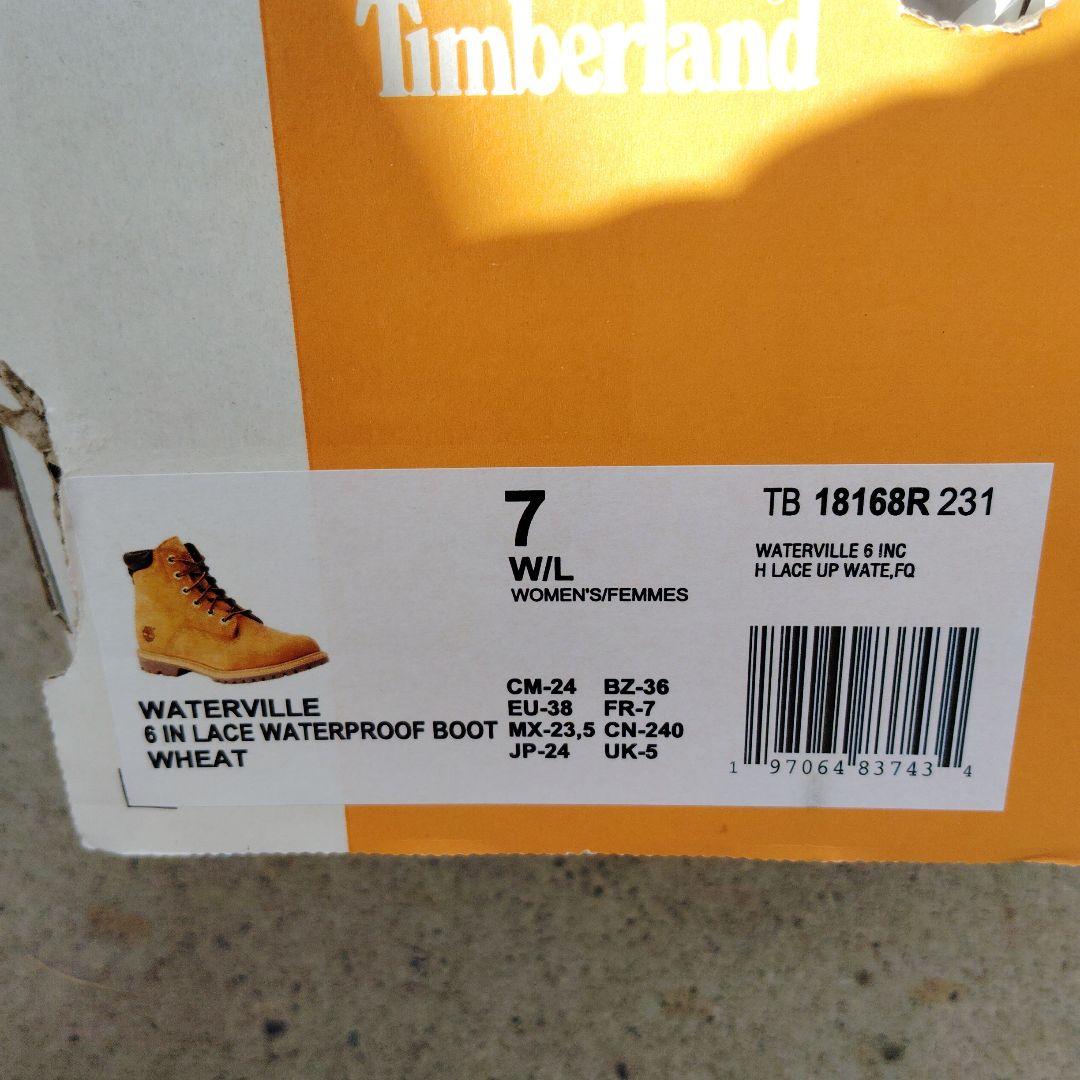 Timberland
7
W/L
WOMEN'S/FEMMES
TB 18168R 231
WATERVILLE 6 INC
H LACE UP WATE,FQ
WATERVILLE
6 IN LACE WATERPROOF BOOT
WHEAT
CM-24 BZ-36
EU-38 FR-7
MX-23,5 CN-240
JP-24 UK-5
1 97064 83743 4